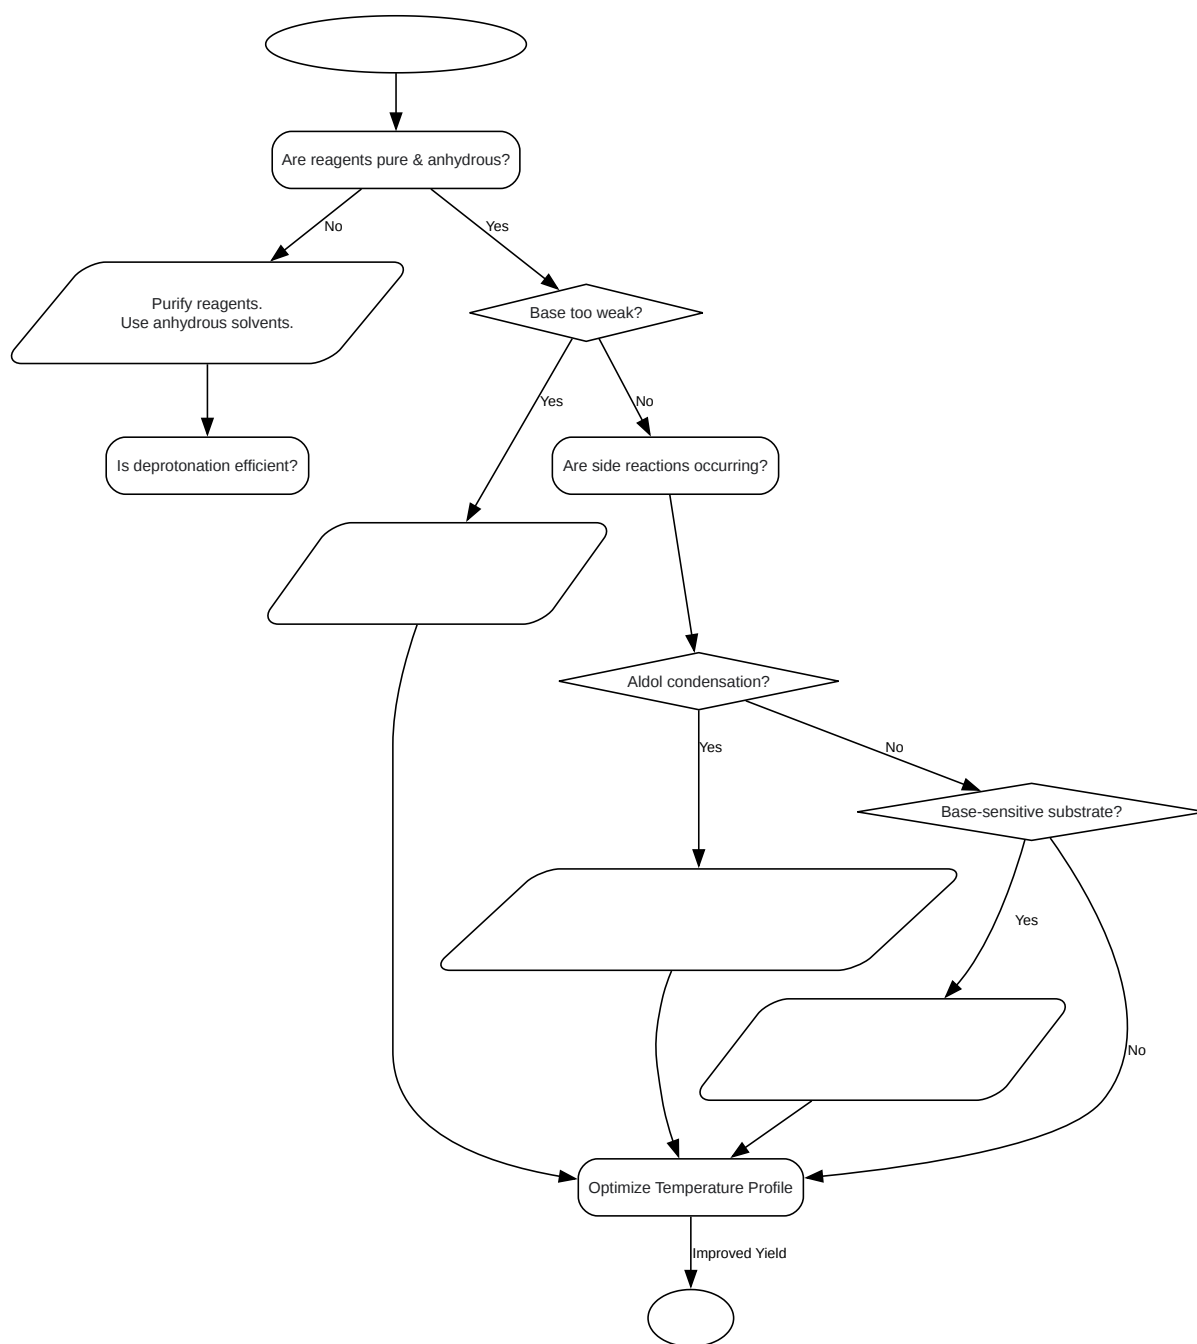 Are reagents pure & anhydrous?
No
Yes
Purify reagents.
Use anhydrous solvents.
Base too weak?
Yes
No
Is deprotonation efficient?
Are side reactions occurring?
Aldol condensation?
Yes
No
Base-sensitive substrate?
Yes
No
Optimize Temperature Profile
Improved Yield